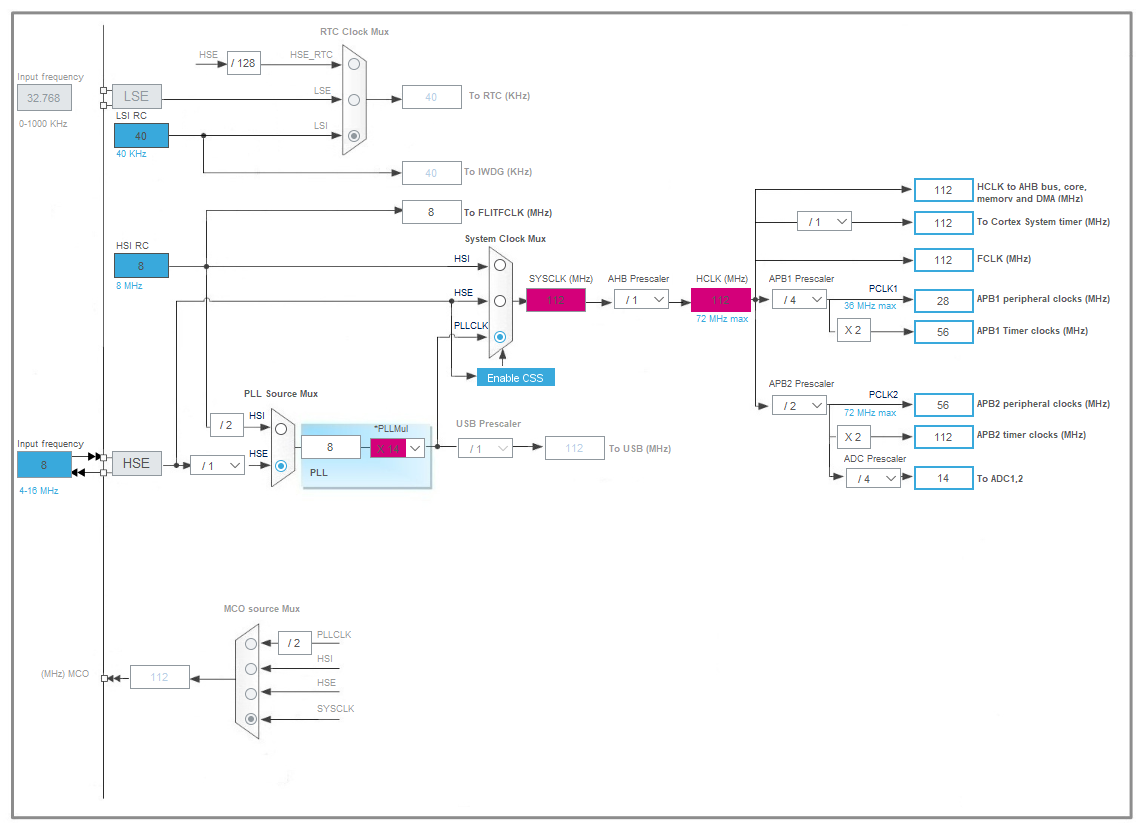 RTC Clock Mux
HSE
/ 128
HSE_RTC
Input frequency
32.768
0-1000 KHz
LSE
LSE
40
To RTC (KHz)
LSI RC
40
40 KHz
LSI
40
To IWDG (KHz)
8
To FLITFCLK (MHz)
HSI RC
8
8 MHz
System Clock Mux
HSI
HSE
PLLCLK
Enable CSS
SYSCLK (MHz)
112
AHB Prescaler
/ 1
HCLK (MHz)
112
72 MHz max
112
HCLK to AHB bus, core,
memory and DMA (MHz)
/ 1
112
To Cortex System timer (MHz)
112
FCLK (MHz)
APB1 Prescaler
/ 4
PCLK1
36 MHz max
28
APB1 peripheral clocks (MHz)
X 2
56
APB1 Timer clocks (MHz)
APB2 Prescaler
/ 2
PCLK2
72 MHz max
56
APB2 peripheral clocks (MHz)
X 2
112
APB2 timer clocks (MHz)
ADC Prescaler
/ 4
14
To ADC1,2
PLL Source Mux
/ 2
HSI
Input frequency
8
4-16 MHz
HSE
/ 1
HSE
8
*PLLMul
X 14
PLL
USB Prescaler
/ 1
112
To USB (MHz)
MCO source Mux
/ 2
PLLCLK
HSI
HSE
SYSCLK
(MHz) MCO
112